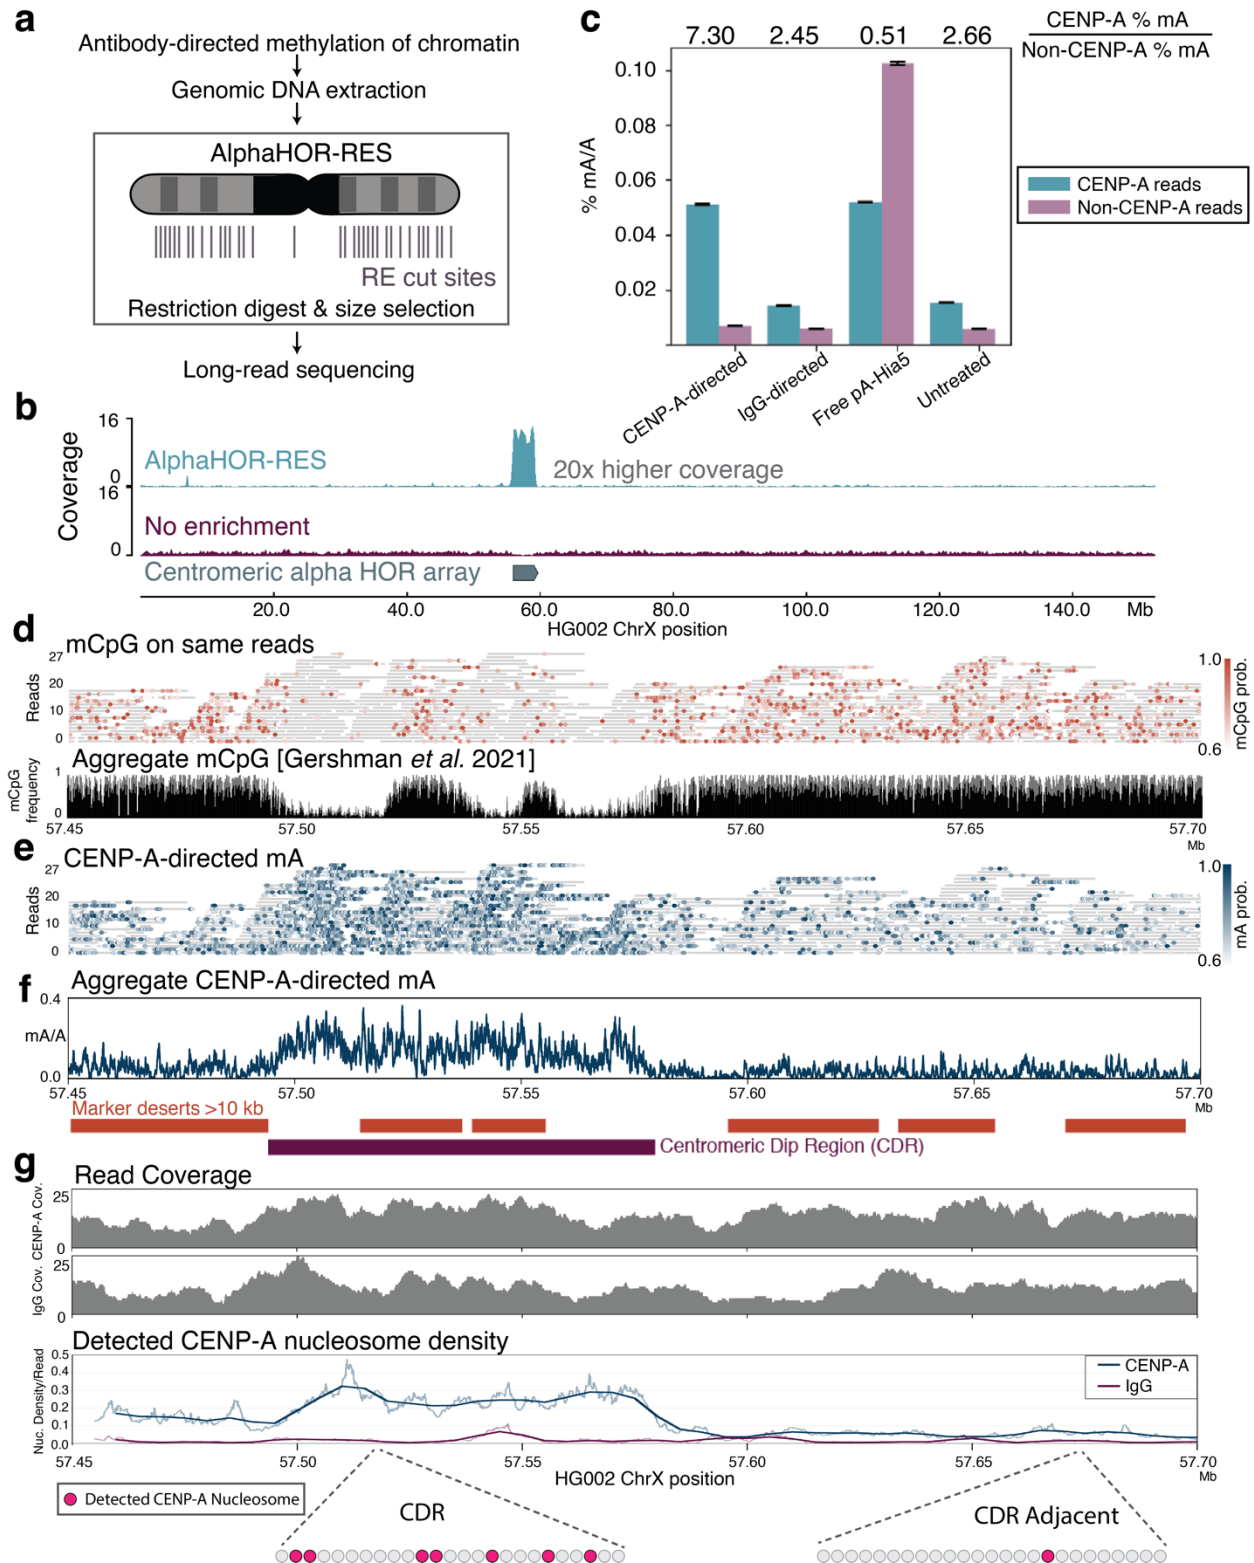 a
Antibody-directed methylation of chromatin
Genomic DNA extraction
AlphaHOR-RES
RE cut sites
Restriction digest & size selection
Long-read sequencing
c
7.30 2.45 0.51 2.66
CENP-A % mA
Non-CENP-A % mA
% mA/A
0.10
0.08
0.06
0.04
0.02
CENP-A-directed
IgG-directed
Free pA-Hia5
Untreated
CENP-A reads
Non-CENP-A reads
b
Coverage
16
0
AlphaHOR-RES
20x higher coverage
16
0
No enrichment
Centromeric alpha HOR array
20.0 40.0 60.0 80.0 100.0 120.0 140.0 Mb
HG002 ChrX position
d
mCpG on same reads
Reads
27
20
10
0
1.0
0.6
mCpG prob.
Aggregate mCpG [Gershman et al. 2021]
mCpG
frequency
1
0
57.45 57.50 57.55 57.60 57.65 57.70
Mb
e
CENP-A-directed mA
Reads
27
20
10
0
1.0
0.6
mA prob.
f
Aggregate CENP-A-directed mA
0.4
mA/A
0.0
57.45 57.50 57.55 57.60 57.65 57.70
Mb
Marker deserts >10 kb
Centromeric Dip Region (CDR)
g
Read Coverage
CENP-A Cov.
25
0
IgG Cov.
25
0
Detected CENP-A nucleosome density
Nuc. Density/Read
0.5
0.4
0.3
0.2
0.1
0.0
CENP-A
IgG
57.45 57.50 57.55 57.60 57.65 57.70
HG002 ChrX position
Mb
Detected CENP-A Nucleosome
CDR
CDR Adjacent